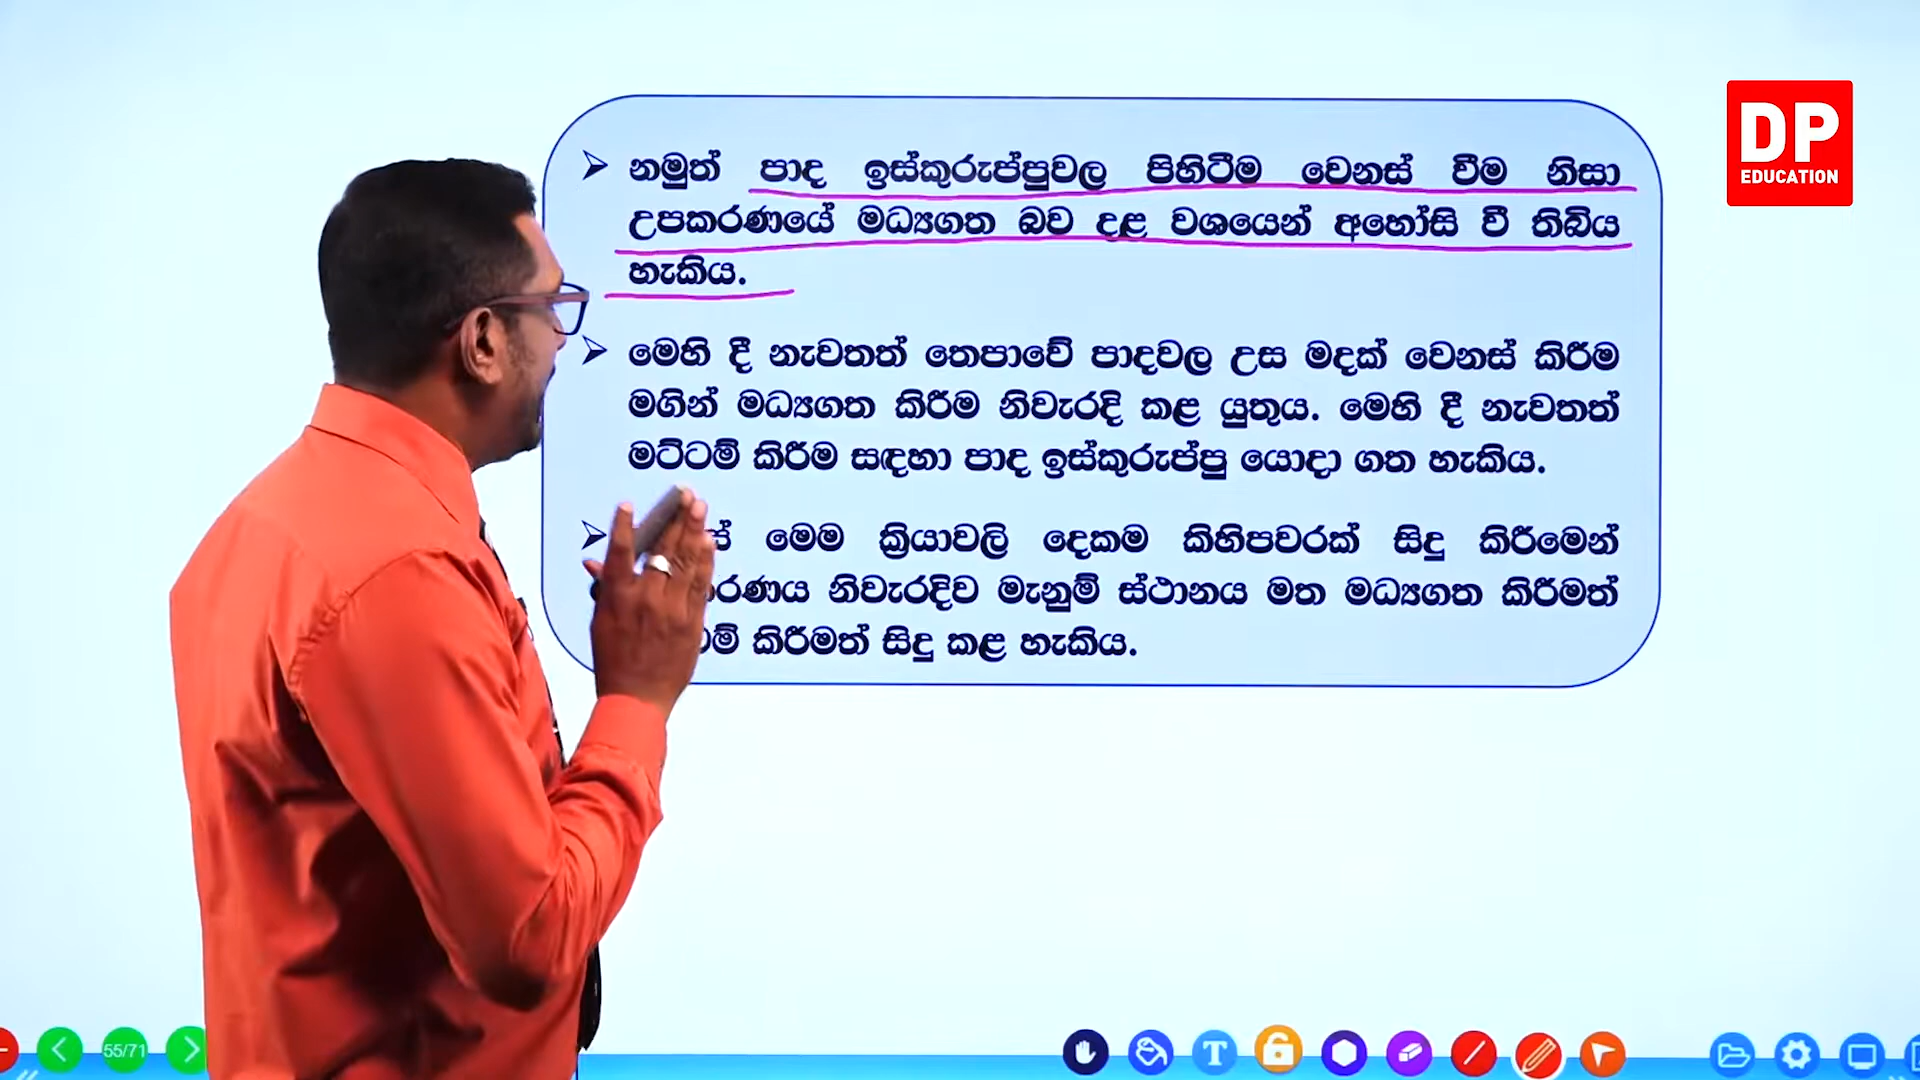 නමුත් පාද ඉස්කුරුප්පුවල පිහිටීම වෙනස් වීම නිසා
උපකරණයේ මධ්‍යගත බව දළ වශයෙන් අහෝසි වී තිබිය
හැකිය.
මෙහි දී නැවතත් තෙපාවේ පාදවල උස මදක් වෙනස් කිරීම
මගින් මධ්‍යගත කිරීම නිවැරදි කළ යුතුය. මෙහි දී නැවතත්
මට්ටම් කිරීම සඳහා පාද ඉස්කුරුප්පු යොදා ගත හැකිය.
මෙම ක්‍රියාවලි දෙකම කිහිපවරක් සිදු කිරීමෙන්
නිවැරදිව මැනුම් ස්ථානය මත මධ්‍යගත කිරීමත්
කිරීමත් සිදු කළ හැකිය.
DP
EDUCATION
55/71
T